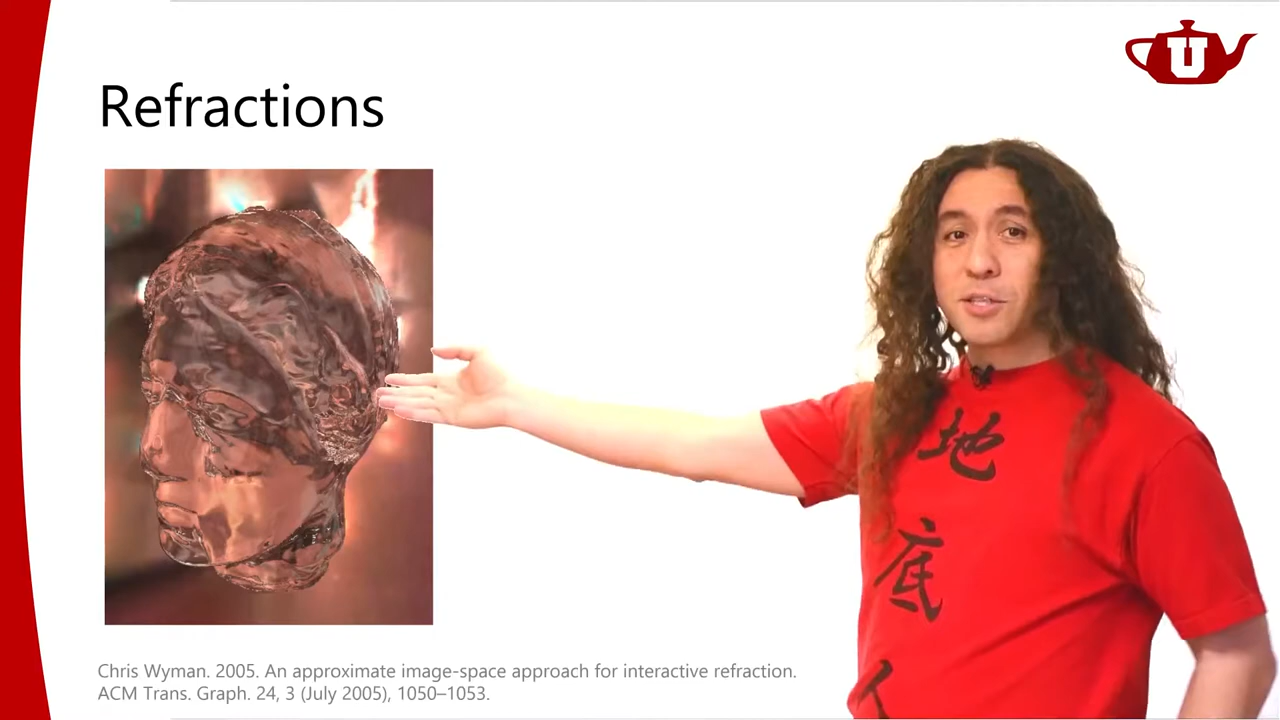 U
Refractions
地
底
人
Chris Wyman. 2005. An approximate image-space approach for interactive refraction.
ACM Trans. Graph. 24, 3 (July 2005), 1050–1053.